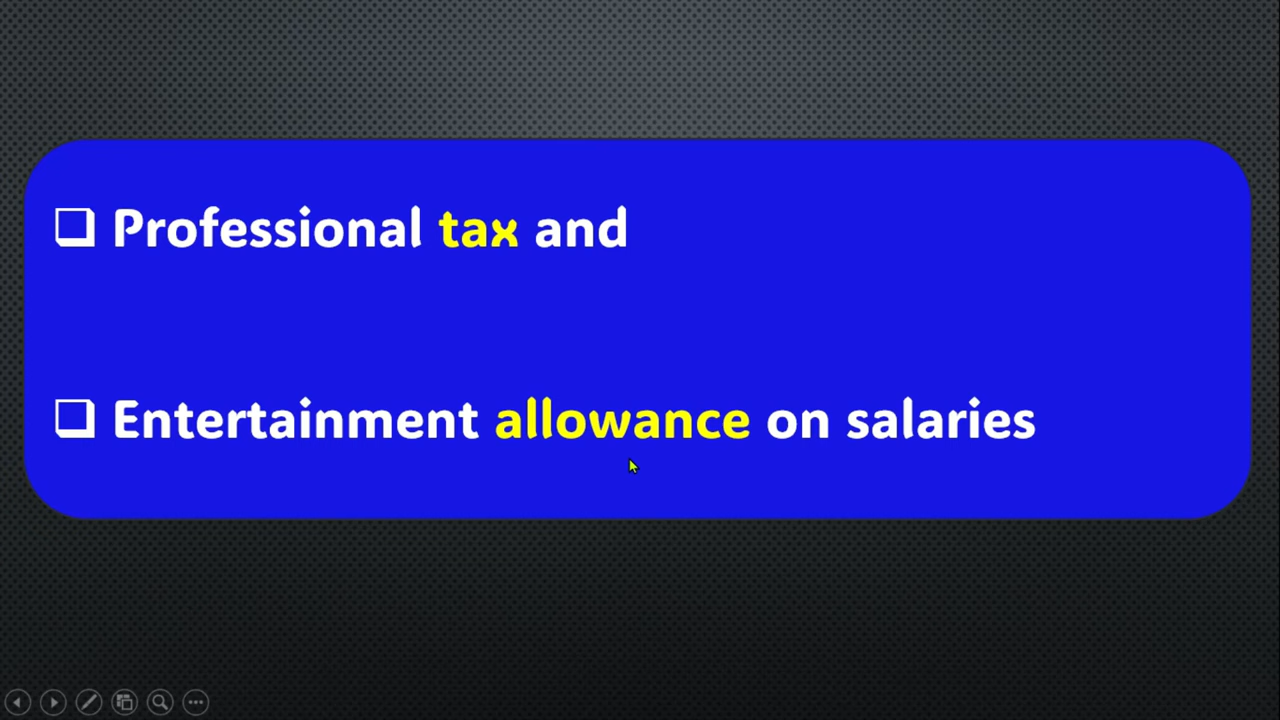 ❑ Professional tax and
❑ Entertainment allowance on salaries